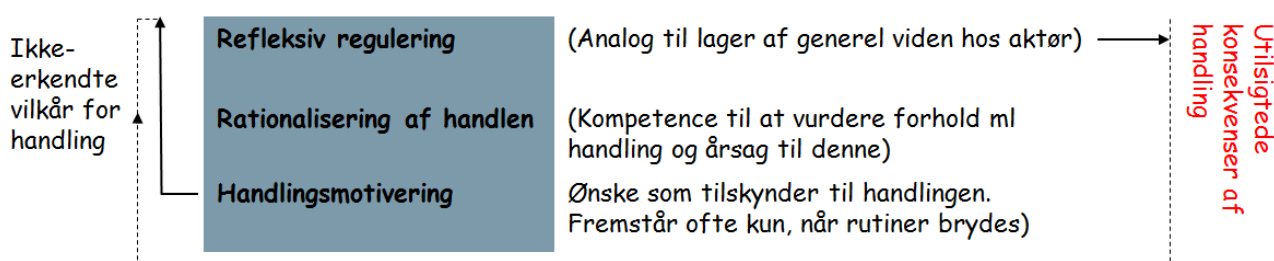 Ikke-
erkendte
vilkår for
handling
Refleksiv regulering
(Analog til lager af generel viden hos aktør)
Rationalisering af handlen
(Kompetence til at vurdere forhold ml
handling og årsag til denne)
Handlingsmotivering
Ønske som tilskynder til handlingen.
Fremstår ofte kun, når rutiner brydes)
Utilsigtede
konsekvenser af
handling